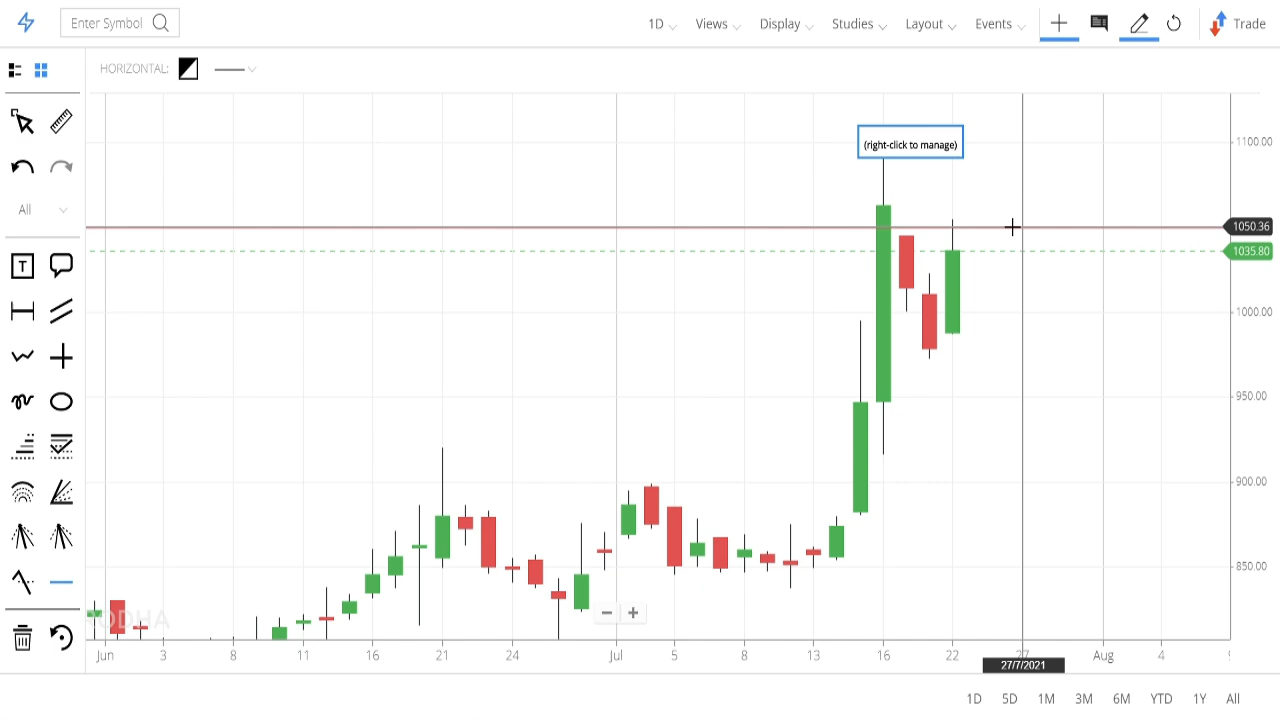 Enter Symbol
1D Views Display Studies Layout Events Trade
HORIZONTAL:
All
T
(right-click to manage)
1100.00
1050.36
1035.80
1000.00
950.00
900.00
850.00
ODHA
Jun 3 8 11 16 21 24 Jul 5 8 13 16 22 27 Aug 4
27/7/2021
1D 5D 1M 3M 6M YTD 1Y All